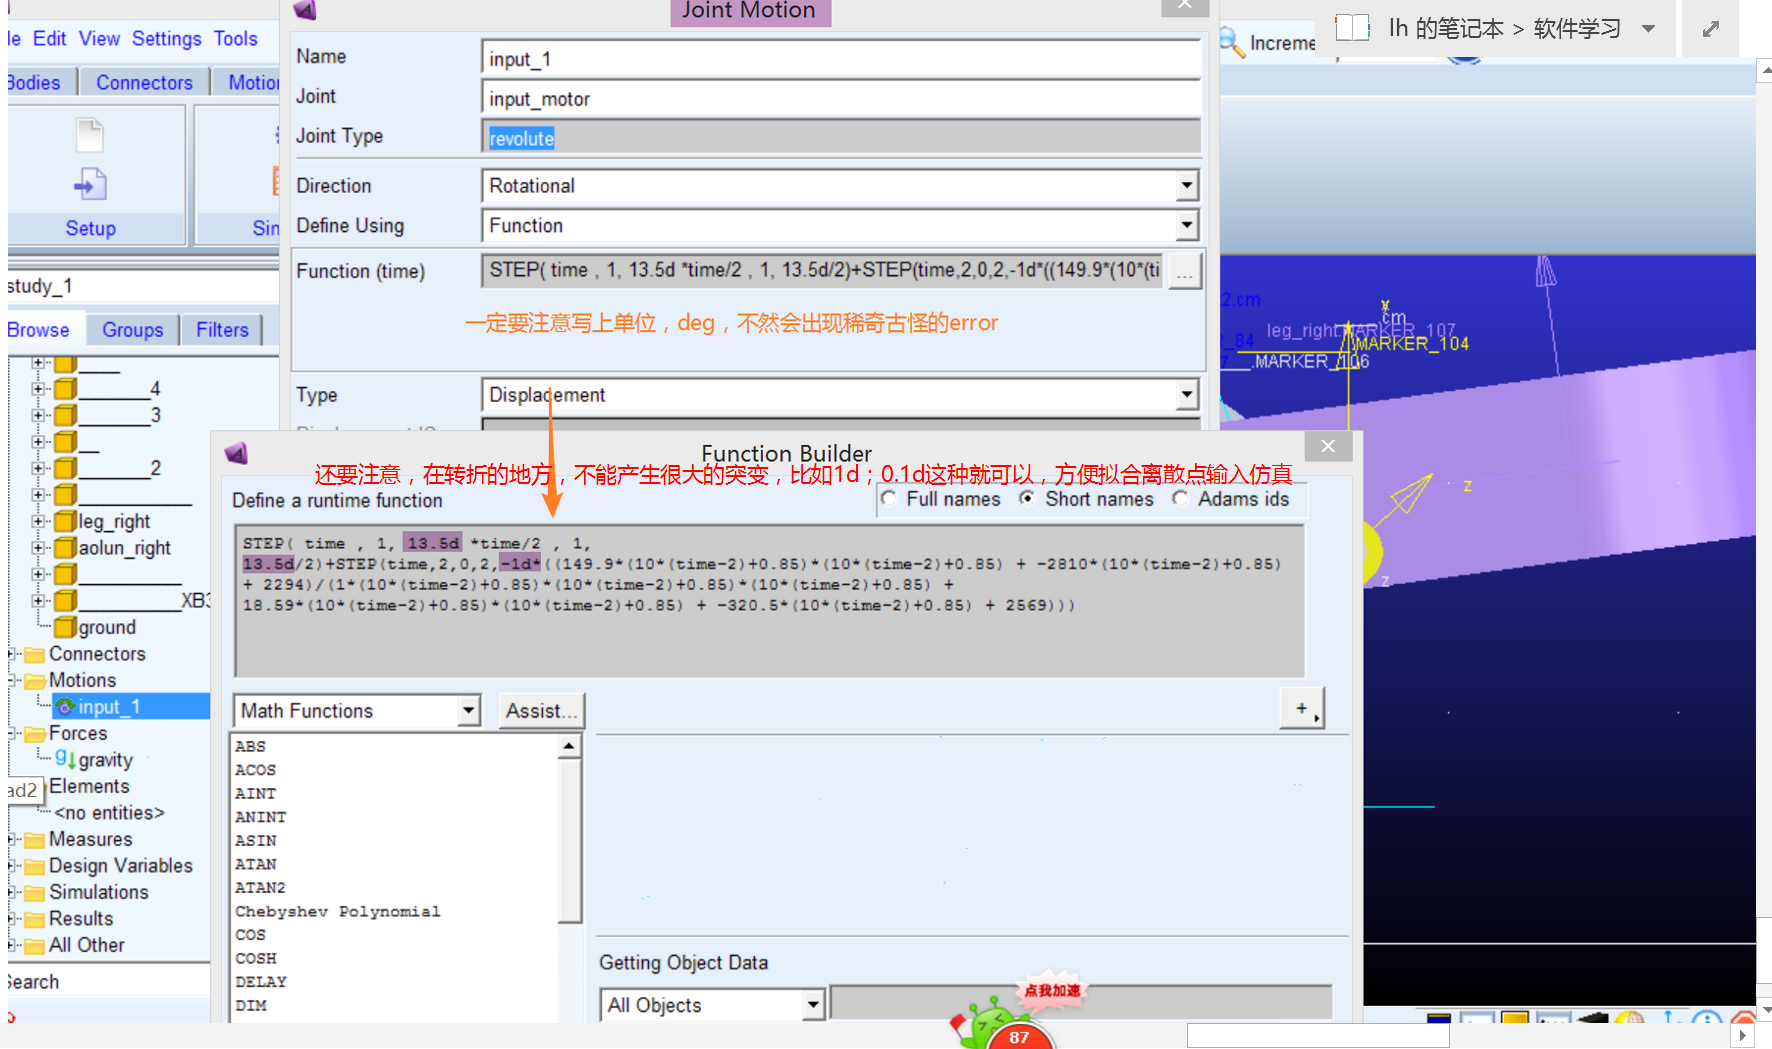 Joint Motion
le Edit View Settings Tools
Bodies Connectors Motion
Setup
Sin
Name
input_1
Joint
input_motor
Joint Type
revolute
Direction
Rotational
Define Using
Function
Function (time)
STEP( time , 1, 13.5d *time/2 , 1, 13.5d/2)+STEP(time,2,0,2,-1d*((149.9*(10*(ti
...
一定要注意写上单位，deg，不然会出现稀奇古怪的error
Type
Displacement
Increme
lh 的笔记本 > 软件学习
2.cm
x
cm
leg_right.MARKER_107
_84
MARKER_104
7
.MARKER_106
z
z
study_1
Browse Groups Filters
____
_______4
_______3
__
_______2
___________
leg_right
aolun_right
__________
__________XB3
ground
Connectors
Motions
input_1
Forces
gravity
ad2
Elements
<no entities>
Measures
Design Variables
Simulations
Results
All Other
Search
Function Builder
还要注意，在转折的地方，不能产生很大的突变，比如1d；0.1d这种就可以，方便拟合离散点输入仿真
Define a runtime function
Full names Short names Adams ids
STEP( time , 1, 13.5d *time/2 , 1,
13.5d/2)+STEP(time,2,0,2,-1d*((149.9*(10*(time-2)+0.85)*(10*(time-2)+0.85) + -2810*(10*(time-2)+0.85)
+ 2294)/(1*(10*(time-2)+0.85)*(10*(time-2)+0.85)*(10*(time-2)+0.85) +
18.59*(10*(time-2)+0.85)*(10*(time-2)+0.85) + -320.5*(10*(time-2)+0.85) + 2569)))
Math Functions
Assist...
+
ABS
ACOS
AINT
ANINT
ASIN
ATAN
ATAN2
Chebyshev Polynomial
COS
COSH
DELAY
DIM
Getting Object Data
All Objects
点我加速
87